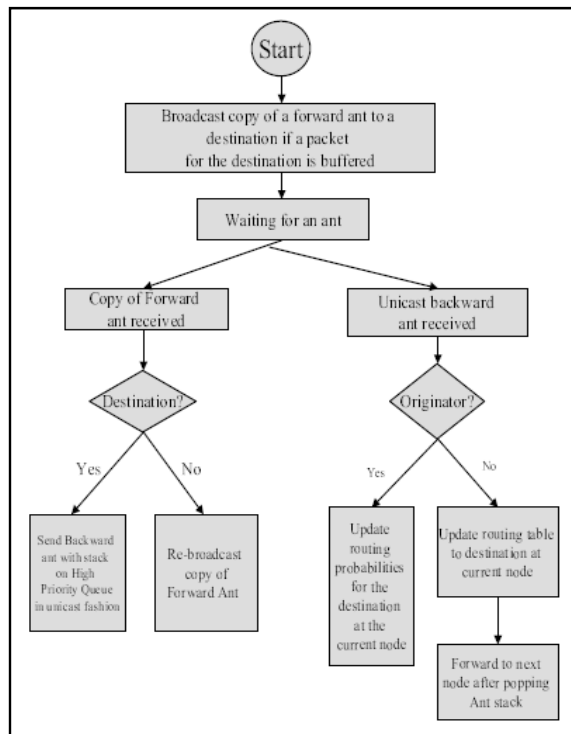 Start
Broadcast copy of a forward ant to a
destination if a packet
for the destination is buffered
Waiting for an ant
Copy of Forward
ant received
Unicast backward
ant received
Destination?
Originator?
Yes
No
Yes
No
Send Backward
ant with stack
on High
Priority Queue
in unicast fashion
Re-broadcast
copy of
Forward Ant
Update
routing
probabilities
for the
destination
at the
current node
Update routing table
to destination at
current node
Forward to next
node after popping
Ant stack